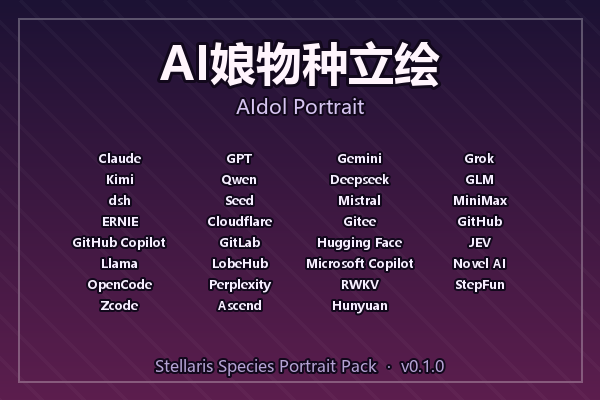 AI娘物种立绘
AIdol Portrait
Claude GPT Gemini Grok
Kimi Qwen Deepseek GLM
dsh Seed Mistral MiniMax
ERNIE Cloudflare Gitee GitHub
GitHub Copilot GitLab Hugging Face JEV
Llama LobeHub Microsoft Copilot Novel AI
OpenCode Perplexity RWKV StepFun
Zcode Ascend Hunyuan
Stellaris Species Portrait Pack · v0.1.0